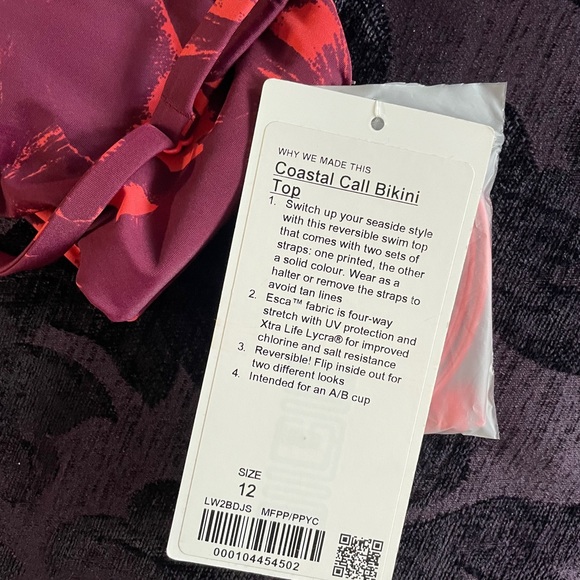 WHY WE MADE THIS
Coastal Call Bikini
Top
1. Switch up your seaside style
with this reversible swim top
that comes with two sets of
straps: one printed, the other
a solid colour. Wear as a
halter or remove the straps to
avoid tan lines
2. Esca™ fabric is four-way
stretch with UV protection and
Xtra Life Lycra® for improved
chlorine and salt resistance
3. Reversible! Flip inside out for
two different looks
4. Intended for an A/B cup
SIZE
12
LW2BDJS MFPP/PPYC
000104454502